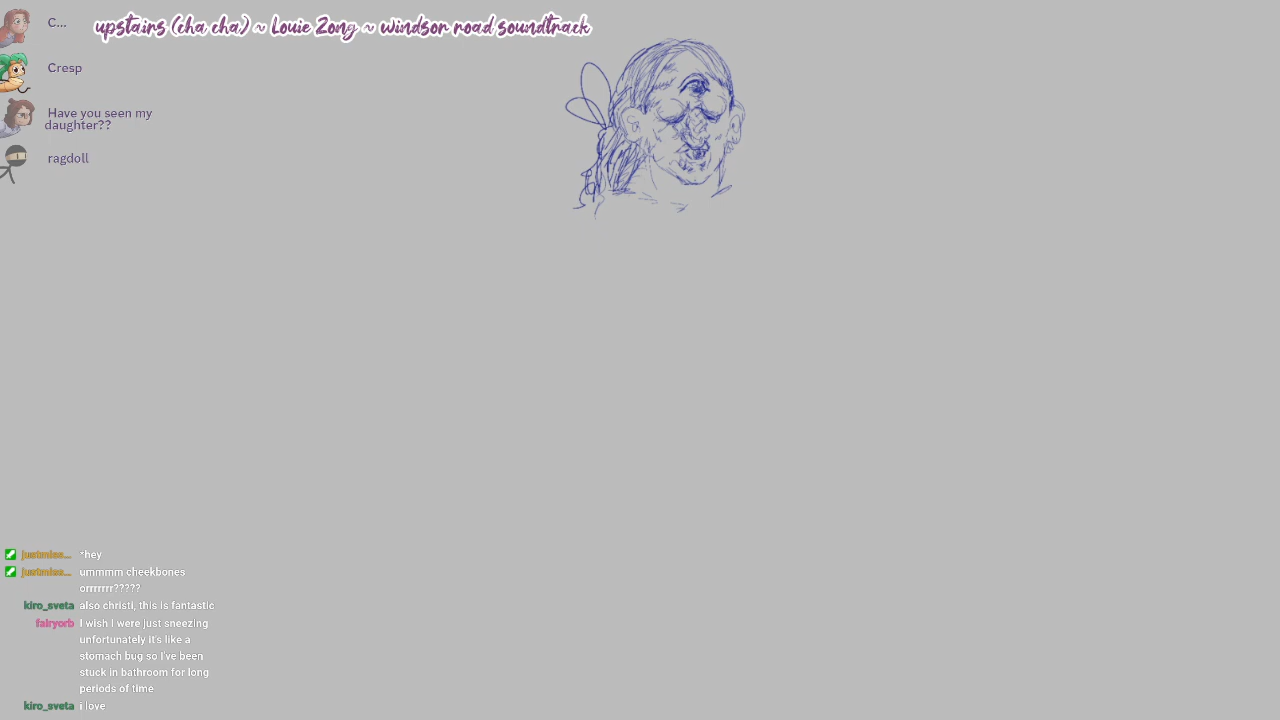 upstairs (cha cha) ~ Louie Zong ~ windsor road soundtrack
C...
Cresp
Have you seen my
daughter??
ragdoll
justmiss... *hey
justmiss... ummmm cheekbones
orrrrrrr?????
kiro_sveta also christi, this is fantastic
fairyorb I wish I were just sneezing
unfortunately it's like a
stomach bug so I've been
stuck in bathroom for long
periods of time
kiro_sveta i love